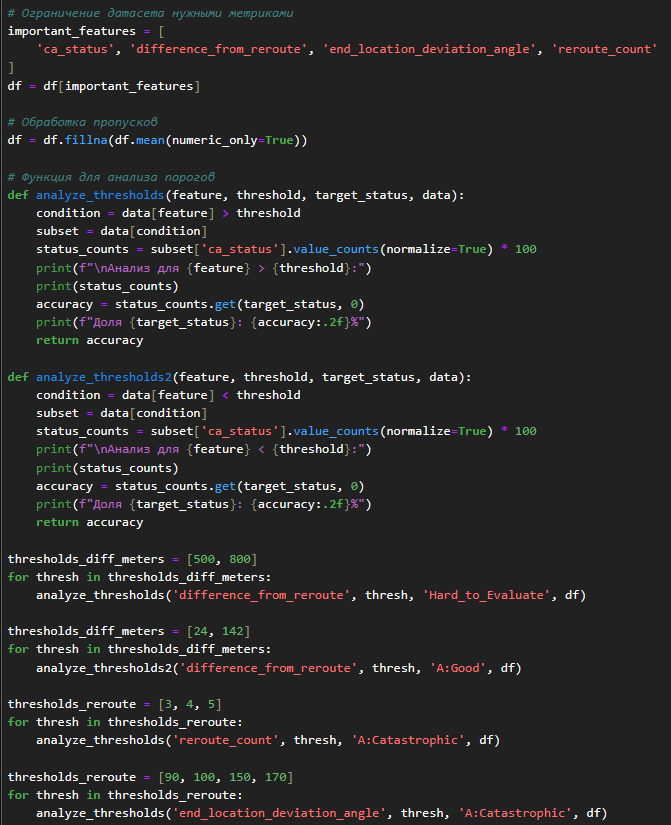 # Ограничение датасета нужными метриками
important_features = [
    'ca_status', 'difference_from_reroute', 'end_location_deviation_angle', 'reroute_count'
]
df = df[important_features]

# Обработка пропусков
df = df.fillna(df.mean(numeric_only=True))

# Функция для анализа порогов
def analyze_thresholds(feature, threshold, target_status, data):
    condition = data[feature] > threshold
    subset = data[condition]
    status_counts = subset['ca_status'].value_counts(normalize=True) * 100
    print(f"\nАнализ для {feature} > {threshold}:")
    print(status_counts)
    accuracy = status_counts.get(target_status, 0)
    print(f"Доля {target_status}: {accuracy:.2f}%")
    return accuracy

def analyze_thresholds2(feature, threshold, target_status, data):
    condition = data[feature] < threshold
    subset = data[condition]
    status_counts = subset['ca_status'].value_counts(normalize=True) * 100
    print(f"\nАнализ для {feature} < {threshold}:")
    print(status_counts)
    accuracy = status_counts.get(target_status, 0)
    print(f"Доля {target_status}: {accuracy:.2f}%")
    return accuracy

thresholds_diff_meters = [500, 800]
for thresh in thresholds_diff_meters:
    analyze_thresholds('difference_from_reroute', thresh, 'Hard_to_Evaluate', df)

thresholds_diff_meters = [24, 142]
for thresh in thresholds_diff_meters:
    analyze_thresholds2('difference_from_reroute', thresh, 'A:Good', df)

thresholds_reroute = [3, 4, 5]
for thresh in thresholds_reroute:
    analyze_thresholds('reroute_count', thresh, 'A:Catastrophic', df)

thresholds_reroute = [90, 100, 150, 170]
for thresh in thresholds_reroute:
    analyze_thresholds('end_location_deviation_angle', thresh, 'A:Catastrophic', df)